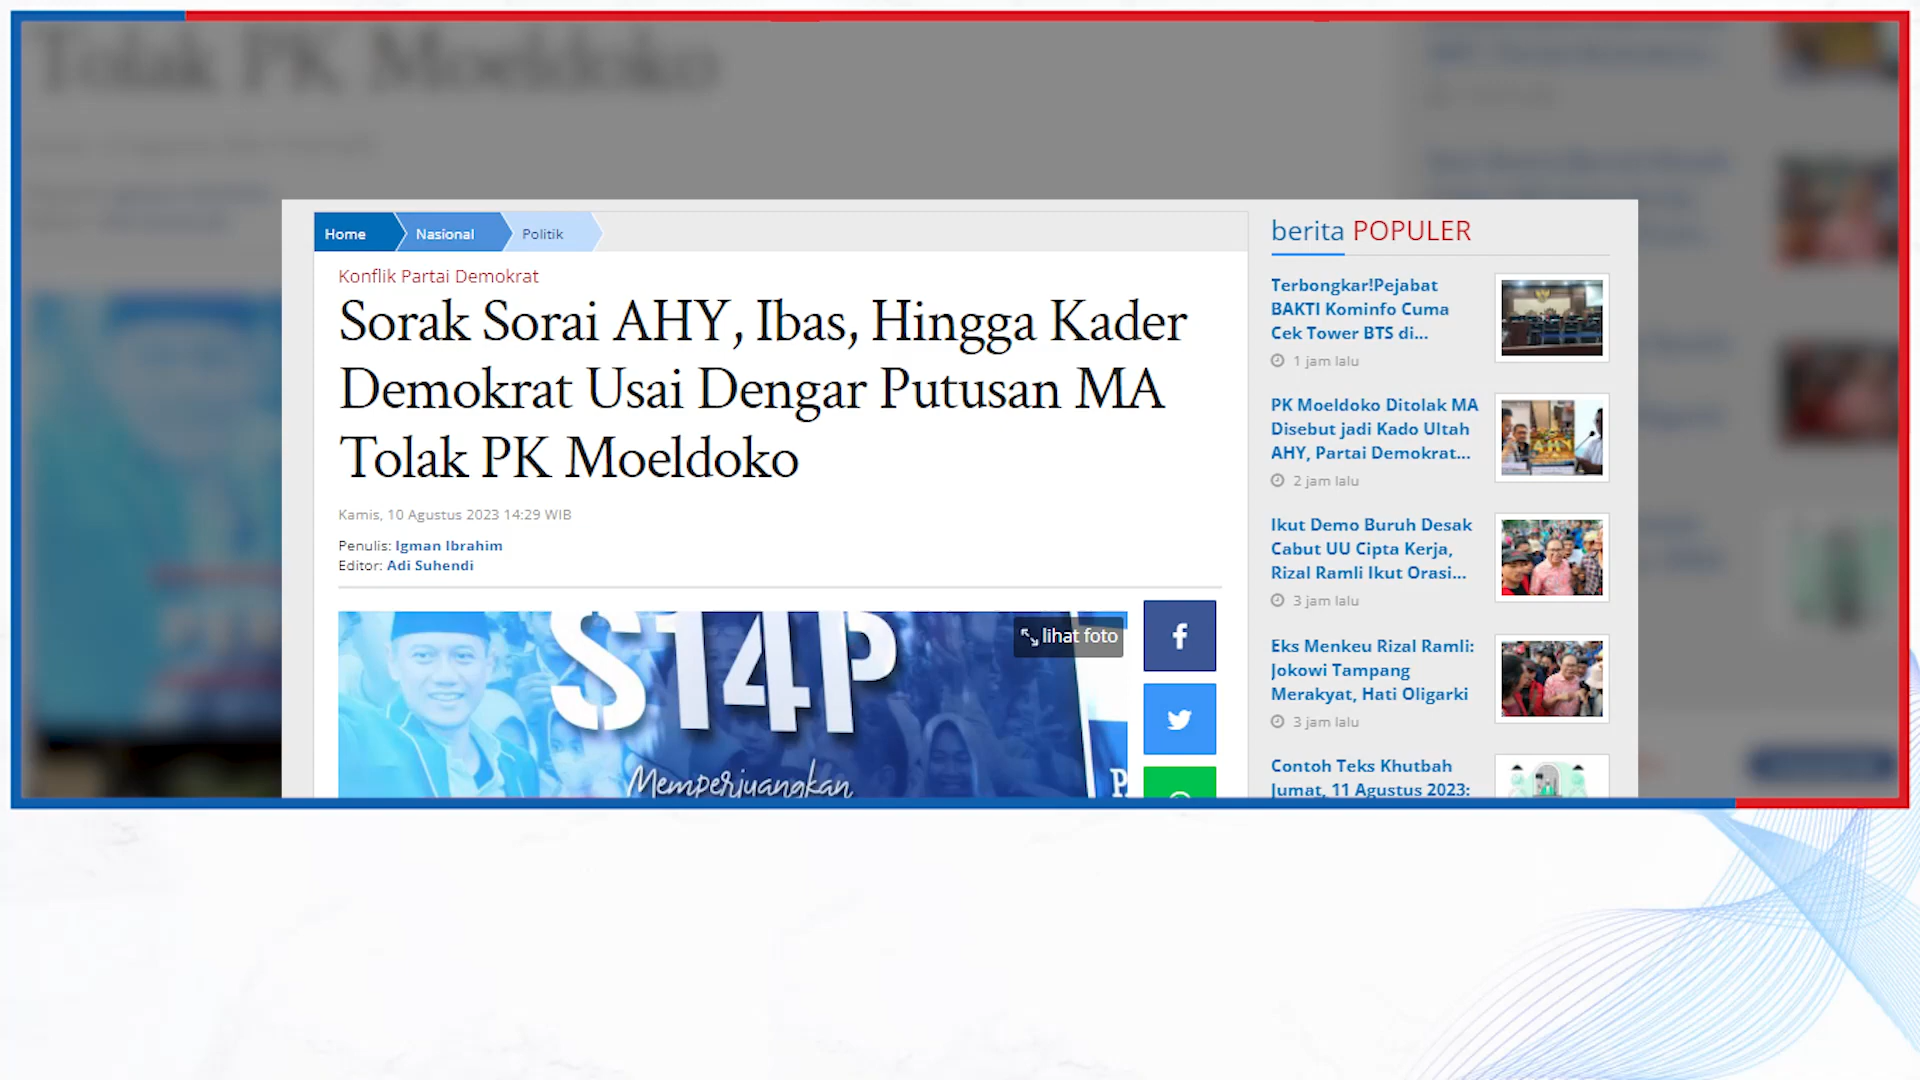 Tolak PK Moeldoko
Home
Nasional
Politik
Konflik Partai Demokrat
Sorak Sorai AHY, Ibas, Hingga Kader
Demokrat Usai Dengar Putusan MA
Tolak PK Moeldoko
Kamis, 10 Agustus 2023 14:29 WIB
Penulis: Igman Ibrahim
Editor: Adi Suhendi
S14P
Memperjuangkan
lihat foto
berita POPULER
Terbongkar!Pejabat
BAKTI Kominfo Cuma
Cek Tower BTS di...
1 jam lalu
PK Moeldoko Ditolak MA
Disebut jadi Kado Ultah
AHY, Partai Demokrat...
2 jam lalu
Ikut Demo Buruh Desak
Cabut UU Cipta Kerja,
Rizal Ramli Ikut Orasi...
3 jam lalu
Eks Menkeu Rizal Ramli:
Jokowi Tampang
Merakyat, Hati Oligarki
3 jam lalu
Contoh Teks Khutbah
Jumat, 11 Agustus 2023: